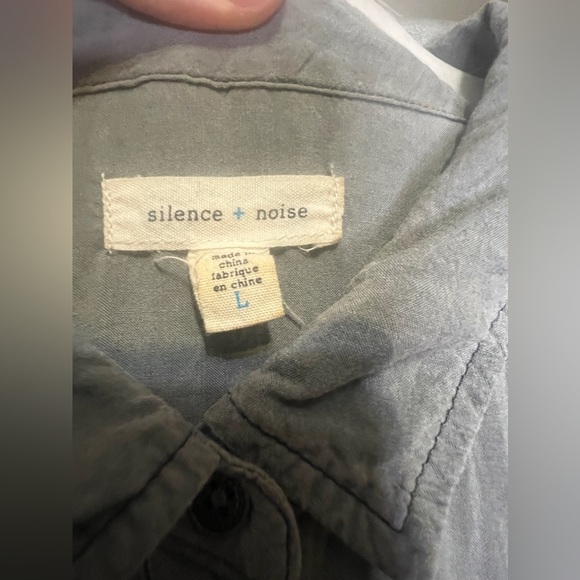 silence + noise
made in
china
fabrique
en chine
L